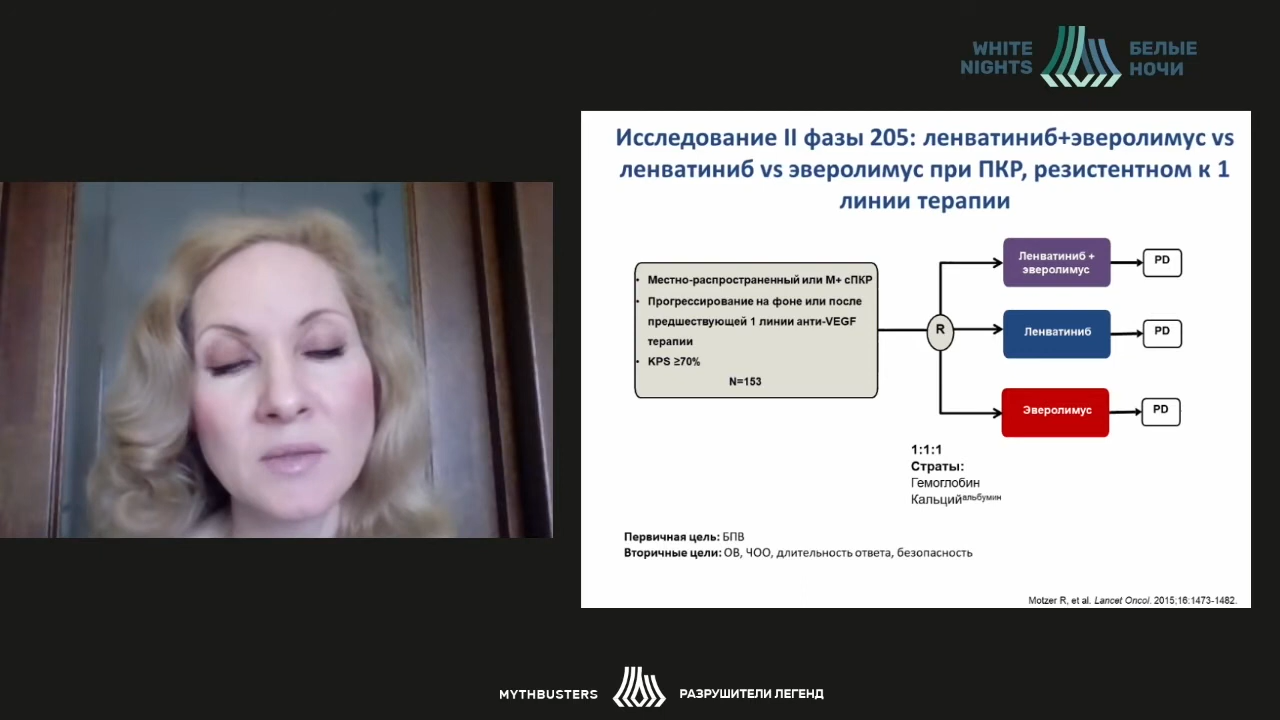 WHITE
NIGHTS
БЕЛЫЕ
НОЧИ
Исследование II фазы 205: ленватиниб+эверолимус vs
ленватиниб vs эверолимус при ПКР, резистентном к 1
линии терапии
• Местно-распространенный или М+ сПКР
• Прогрессирование на фоне или после
предшествующей 1 линии анти-VEGF
терапии
• KPS ≥70%
N=153
R
Ленватиниб +
эверолимус
PD
Ленватиниб
PD
Эверолимус
PD
1:1:1
Страты:
Гемоглобин
Кальцийальбумин
Первичная цель: БПВ
Вторичные цели: ОВ, ЧОО, длительность ответа, безопасность
Motzer R, et al. Lancet Oncol. 2015;16:1473-1482.
MYTHBUSTERS
РАЗРУШИТЕЛИ ЛЕГЕНД